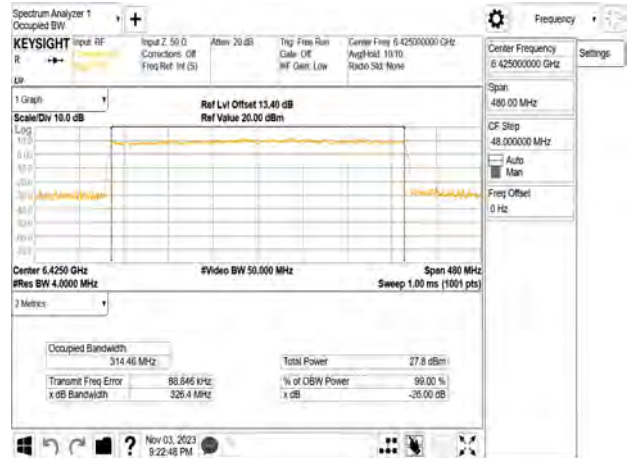 Spectrum Analyzer 1
Occupied BW
Frequency
KEYSIGHT
Input: RF
Input Z: 50 Ω
Corrections: Off
Freq Ref: Int (S)
Atten: 20 dB
Trig: Free Run
Gate: Off
#IF Gain: Low
Center Freq: 6.425000000 GHz
Avg|Hold: 10/10
Radio Std: None
Center Frequency
6.425000000 GHz
Settings
Span
480.00 MHz
CF Step
48.000000 MHz
Auto
Man
Freq Offset
0 Hz
1 Graph
Scale/Div 10.0 dB
Ref Lvl Offset 13.40 dB
Ref Value 20.00 dBm
Log
Center 6.4250 GHz
#Res BW 4.0000 MHz
#Video BW 50.000 MHz
Span 480 MHz
Sweep 1.00 ms (1001 pts)
2 Metrics
Occupied Bandwidth
314.46 MHz
Total Power
27.8 dBm
Transmit Freq Error
88.846 kHz
% of OBW Power
99.00 %
x dB Bandwidth
326.4 MHz
x dB
-26.00 dB
Nov 03, 2023
9:22:48 PM